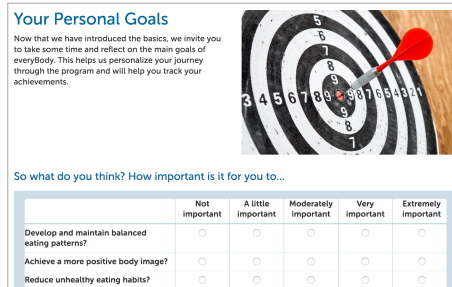 Your Personal Goals
Now that we have introduced the basics, we invite you
to take some time and reflect on the main goals of
everyBody. This helps us personalize your journey
through the program and will help you track your
achievements.
5
6
7
8
9
3 4 5 6 7 8 9 9 8 7 6 5 4 3 2 1
9
8
7
So what do you think? How important is it for you to...
Not important
A little important
Moderately important
Very important
Extremely important
Develop and maintain balanced
eating patterns?
Achieve a more positive body image?
Reduce unhealthy eating habits?